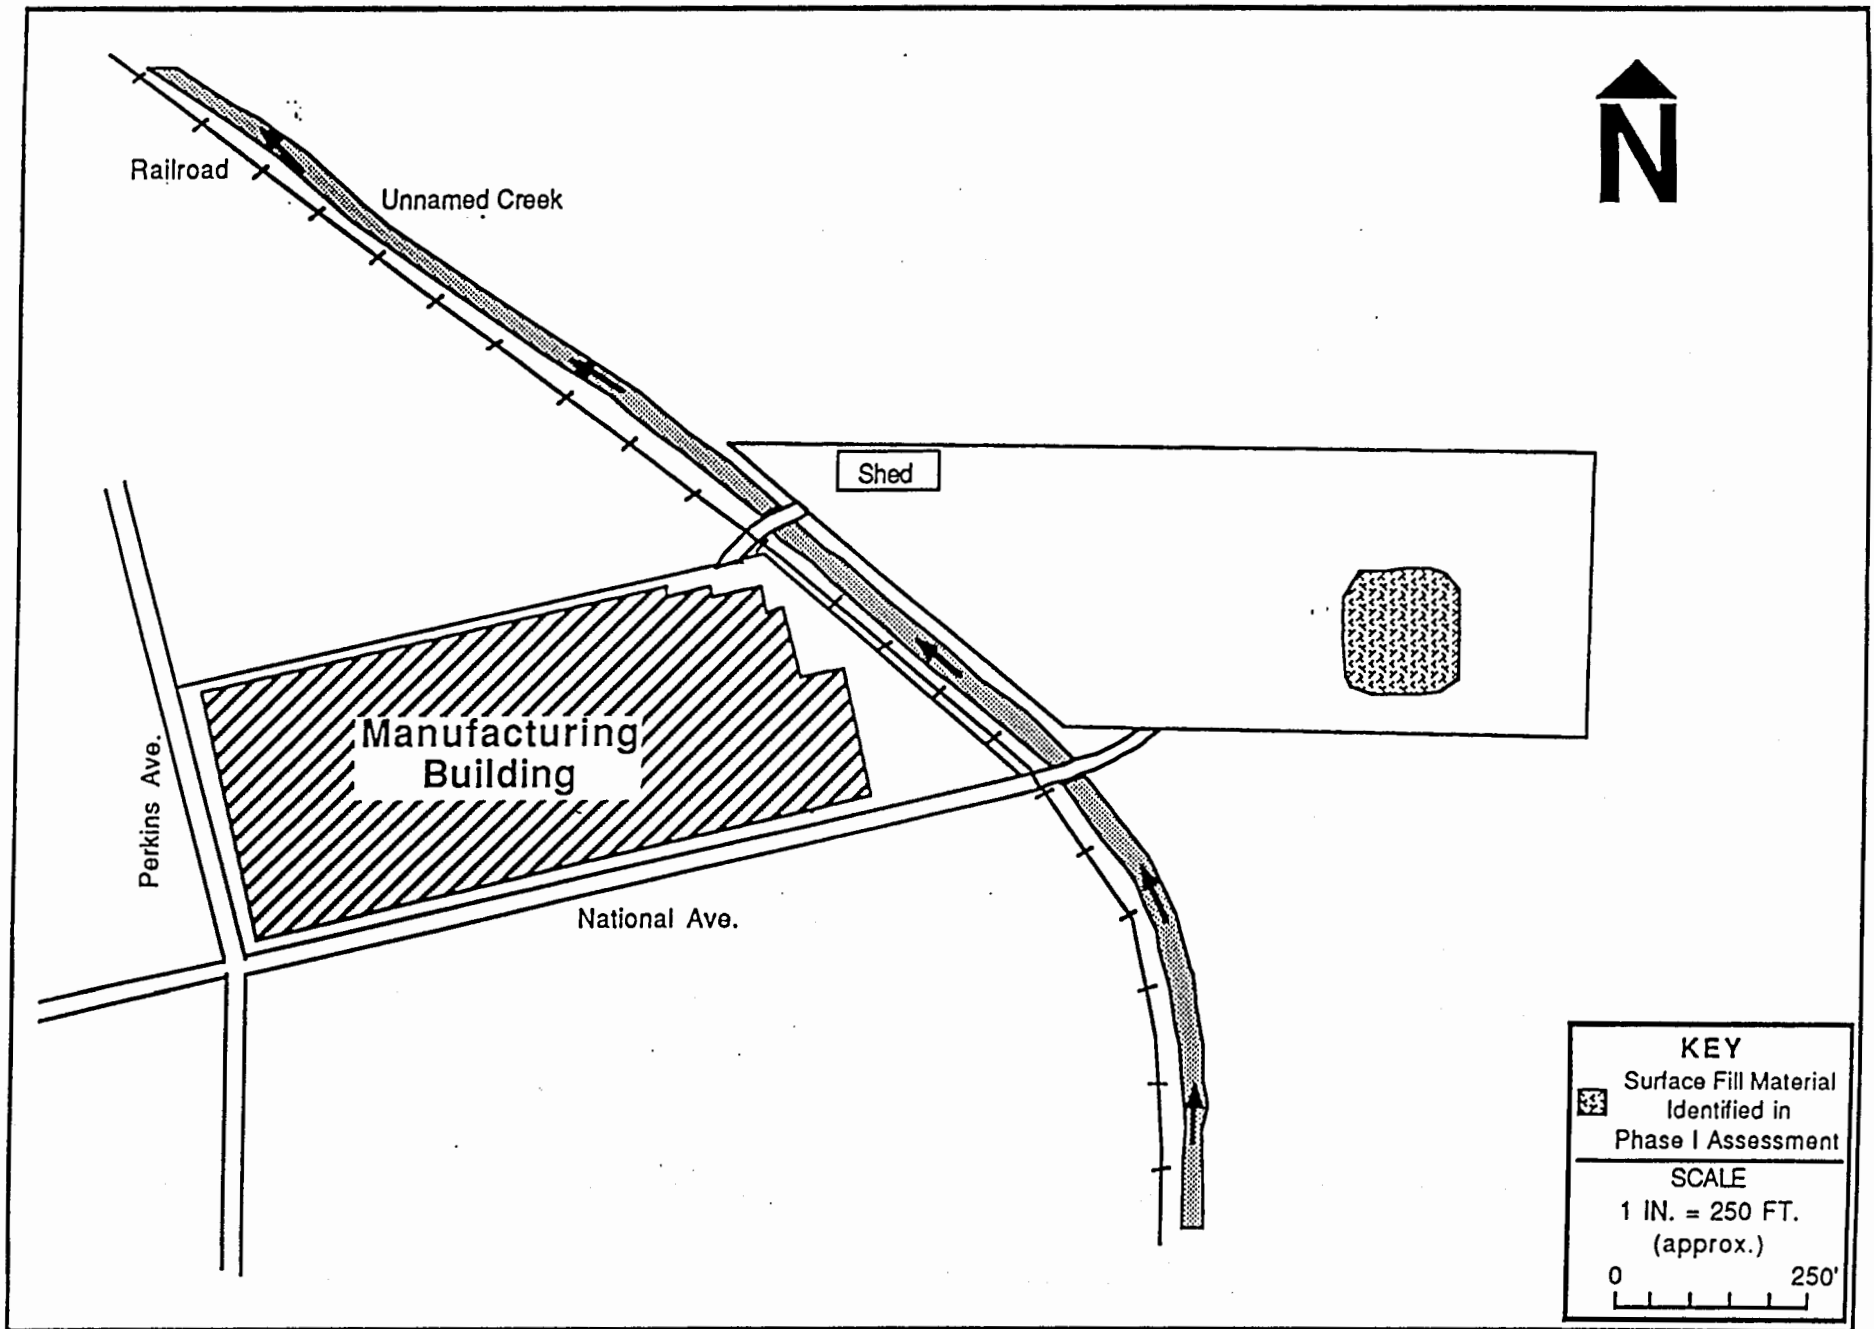 N
Railroad
Unnamed Creek
Shed
Manufacturing
Building
Perkins Ave.
National Ave.
KEY
Surface Fill Material
Identified in
Phase I Assessment
SCALE
1 IN. = 250 FT.
(approx.)
0 250'